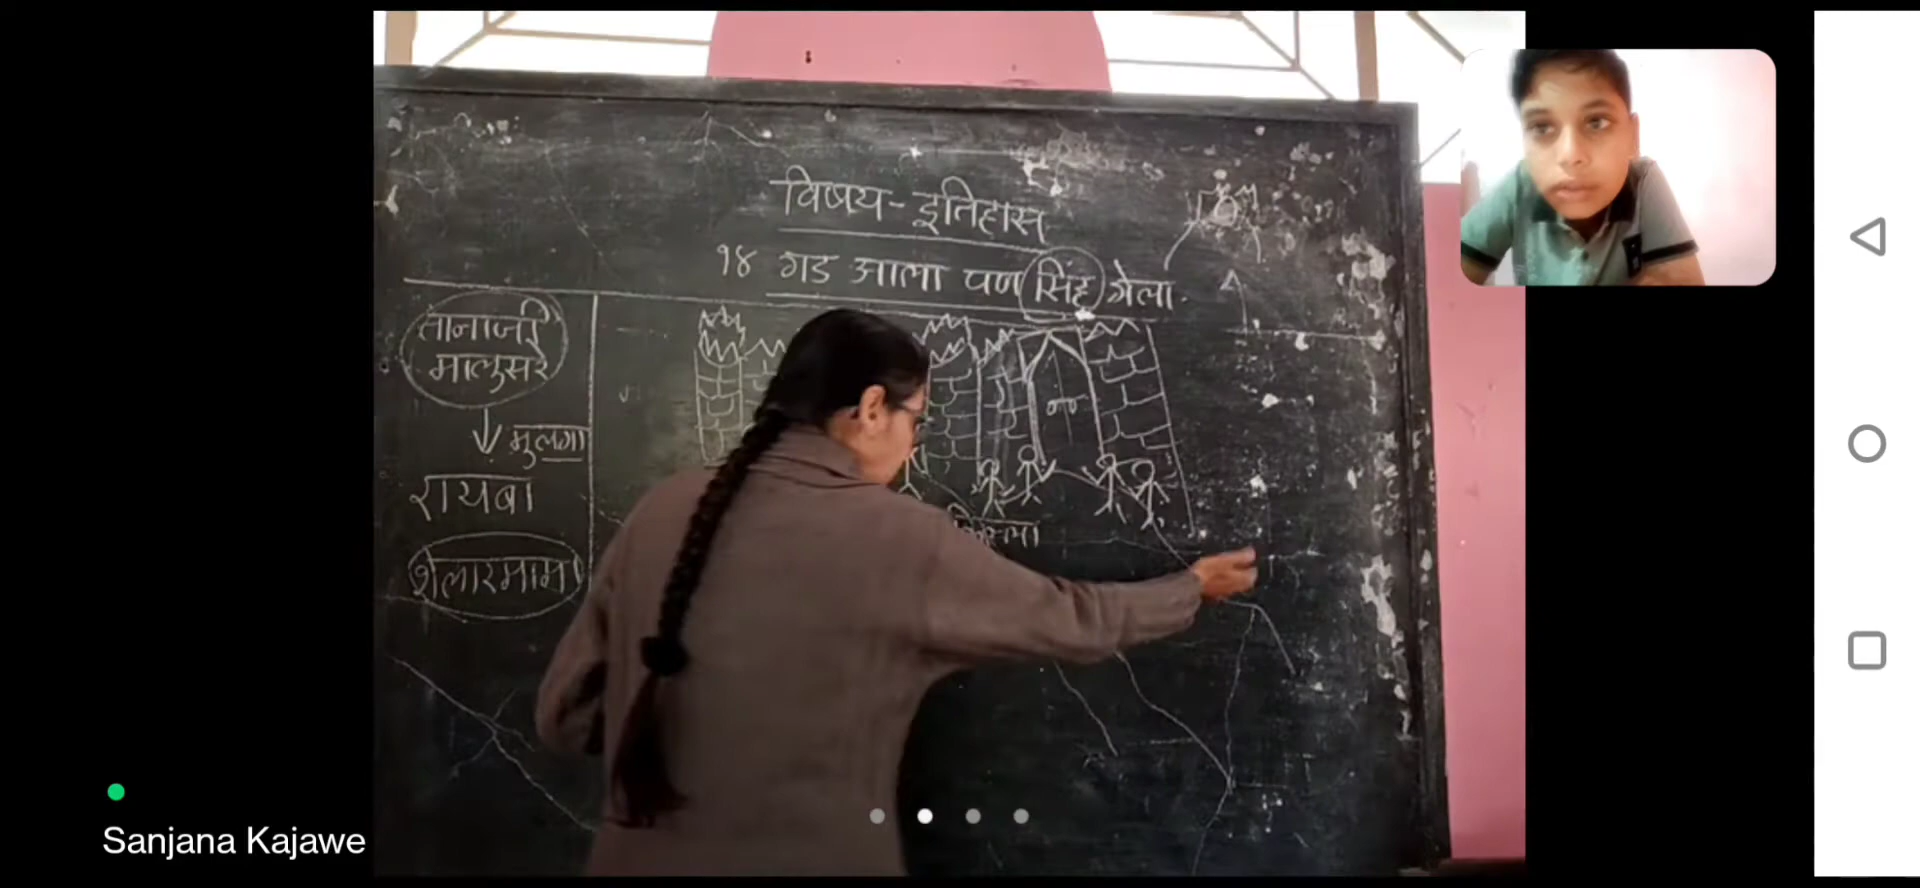 विषय - इतिहास
१४ गड आला पण सिंह गेला.
तानाजी
मालुसरे
मुलगा
रायबा
शेलारमामा
Sanjana Kajawe